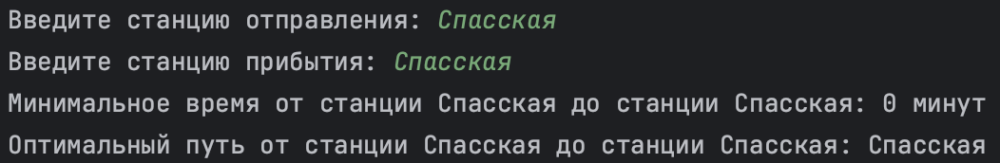 Введите станцию отправления: Спасская
Введите станцию прибытия: Спасская
Минимальное время от станции Спасская до станции Спасская: 0 минут
Оптимальный путь от станции Спасская до станции Спасская: Спасская